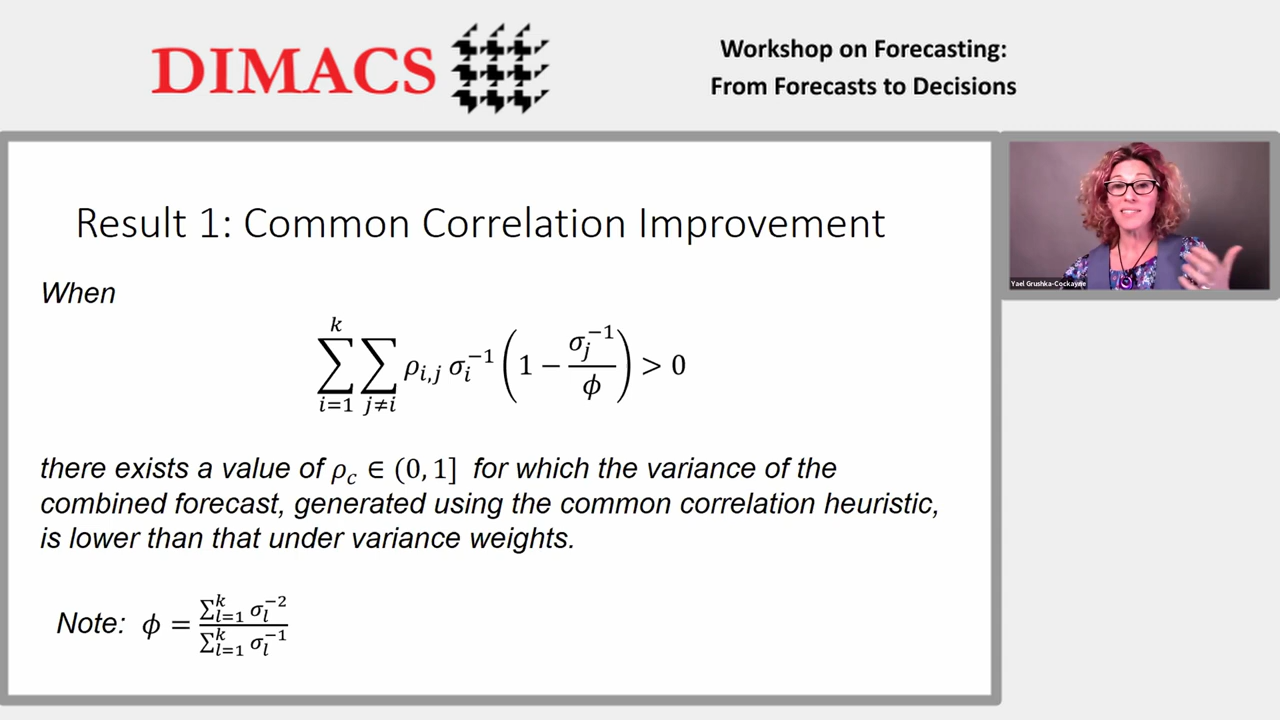 DIMACS
Workshop on Forecasting:
From Forecasts to Decisions
Result 1: Common Correlation Improvement
When
∑_{i=1}^{k} ∑_{j≠i} ρ_{i,j} σ_i^{-1} (1 − σ_j^{-1}/ϕ) > 0
there exists a value of ρ_c ∈ (0, 1] for which the variance of the
combined forecast, generated using the common correlation heuristic,
is lower than that under variance weights.
Note: ϕ = ∑_{l=1}^{k} σ_l^{-2} / ∑_{l=1}^{k} σ_l^{-1}
Yael Grushka-Cockayne